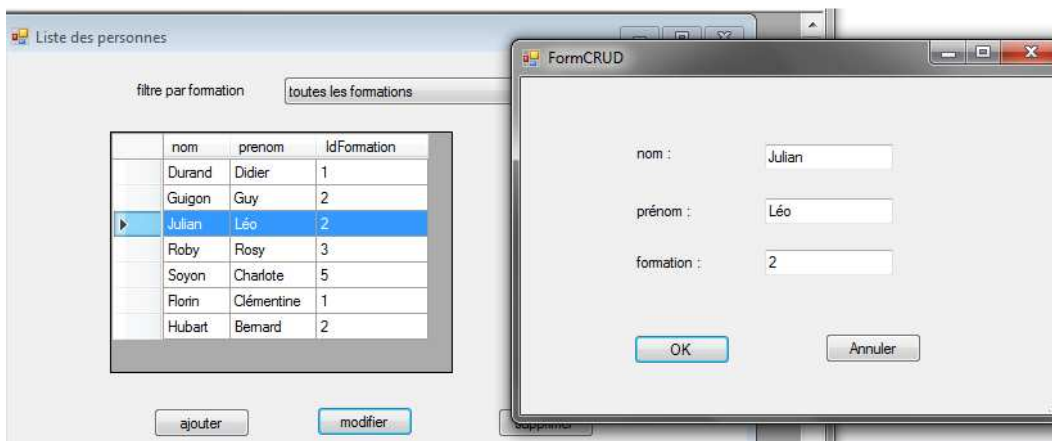 Liste des personnes
filtre par formation
toutes les formations
nom prenom IdFormation
Durand Didier 1
Guigon Guy 2
Julian Léo 2
Roby Rosy 3
Soyon Charlote 5
Florin Clémentine 1
Hubart Bernard 2
ajouter
modifier
supprimer
FormCRUD
nom :
Julian
prénom :
Léo
formation :
2
OK
Annuler